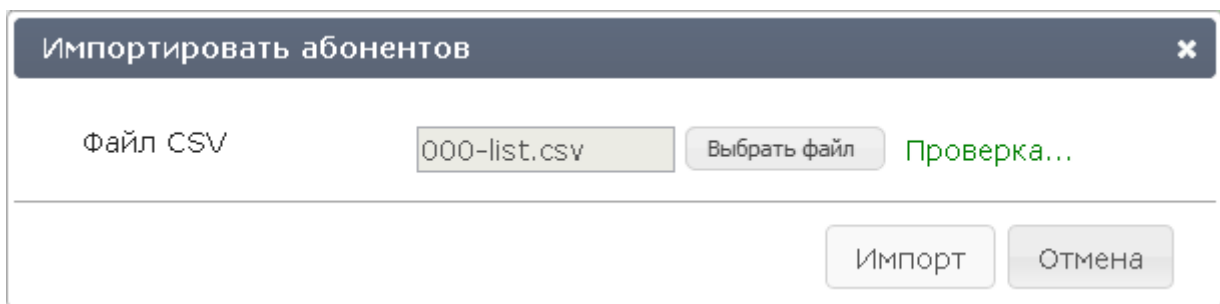 Импортировать абонентов
Файл CSV 000-list.csv Выбрать файл Проверка...
Импорт Отмена